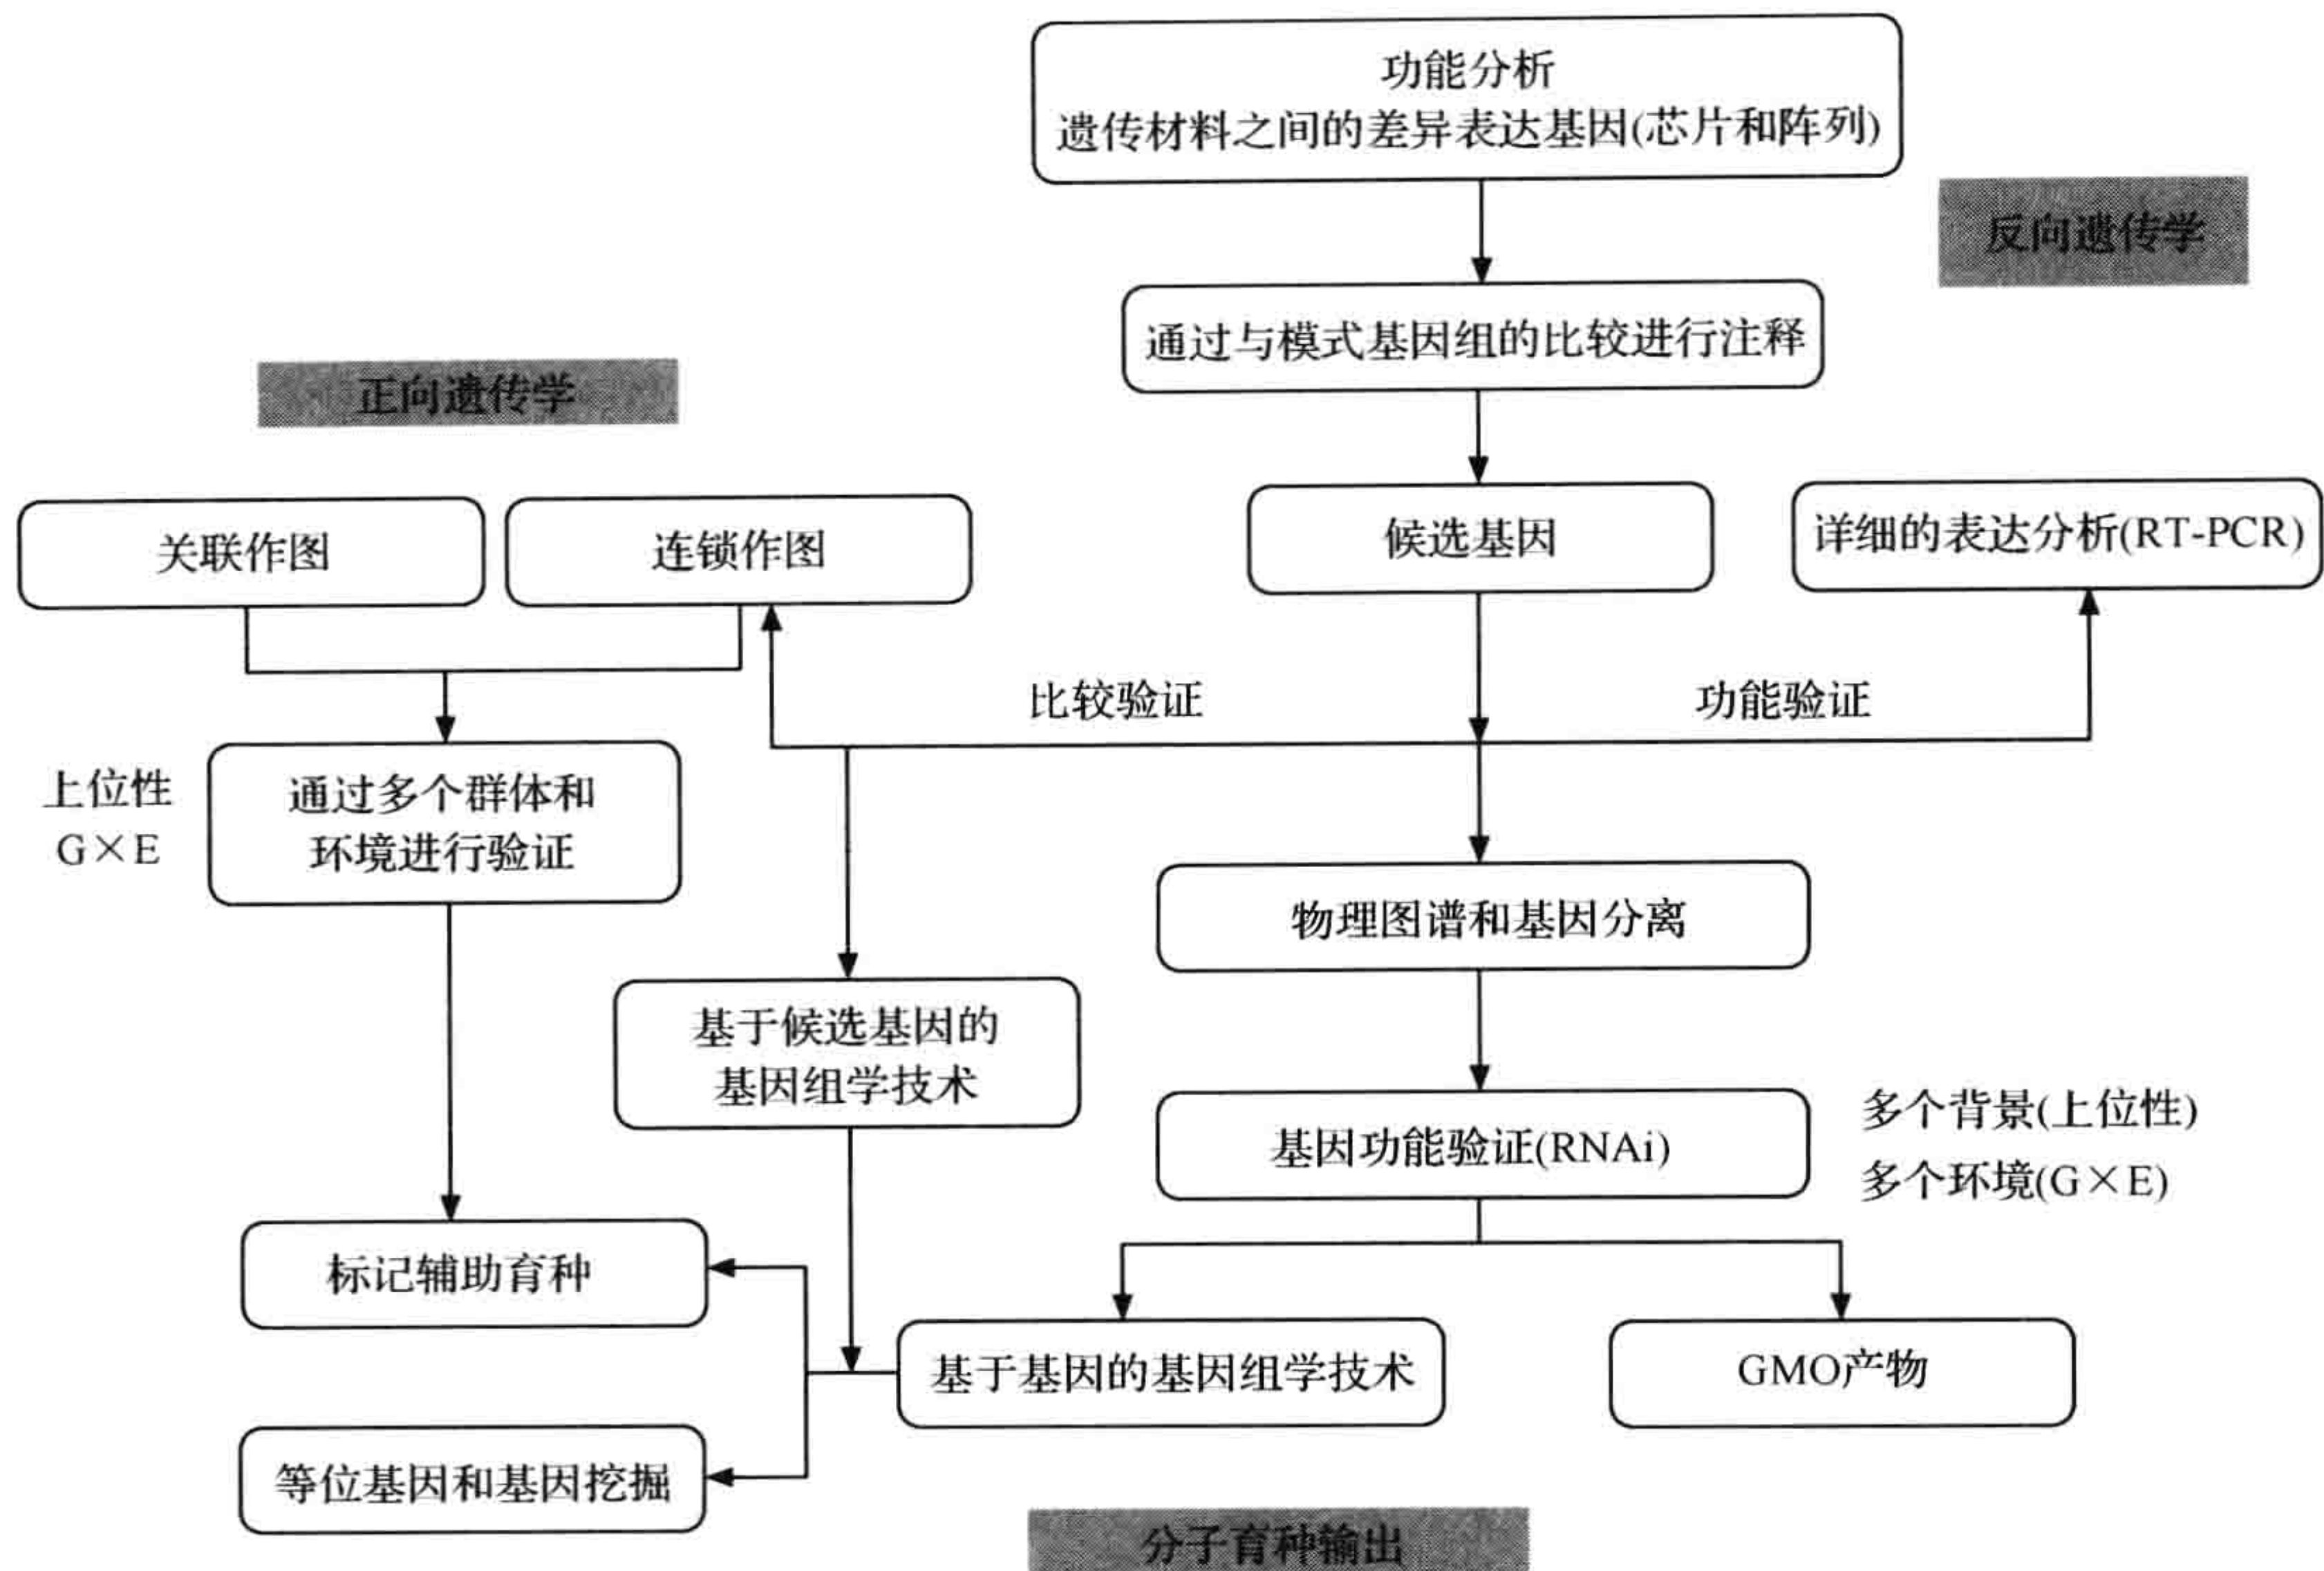 功能分析
遗传材料之间的差异表达基因(芯片和阵列)
反向遗传学
通过与模式基因组的比较进行注释
正向遗传学
关联作图
连锁作图
候选基因
详细的表达分析(RT-PCR)
比较验证
功能验证
上位性
G×E
通过多个群体和
环境进行验证
物理图谱和基因分离
基于候选基因的
基因组学技术
基因功能验证(RNAi)
多个背景(上位性)
多个环境(G×E)
标记辅助育种
基于基因的基因组学技术
GMO产物
等位基因和基因挖掘
分子育种输出